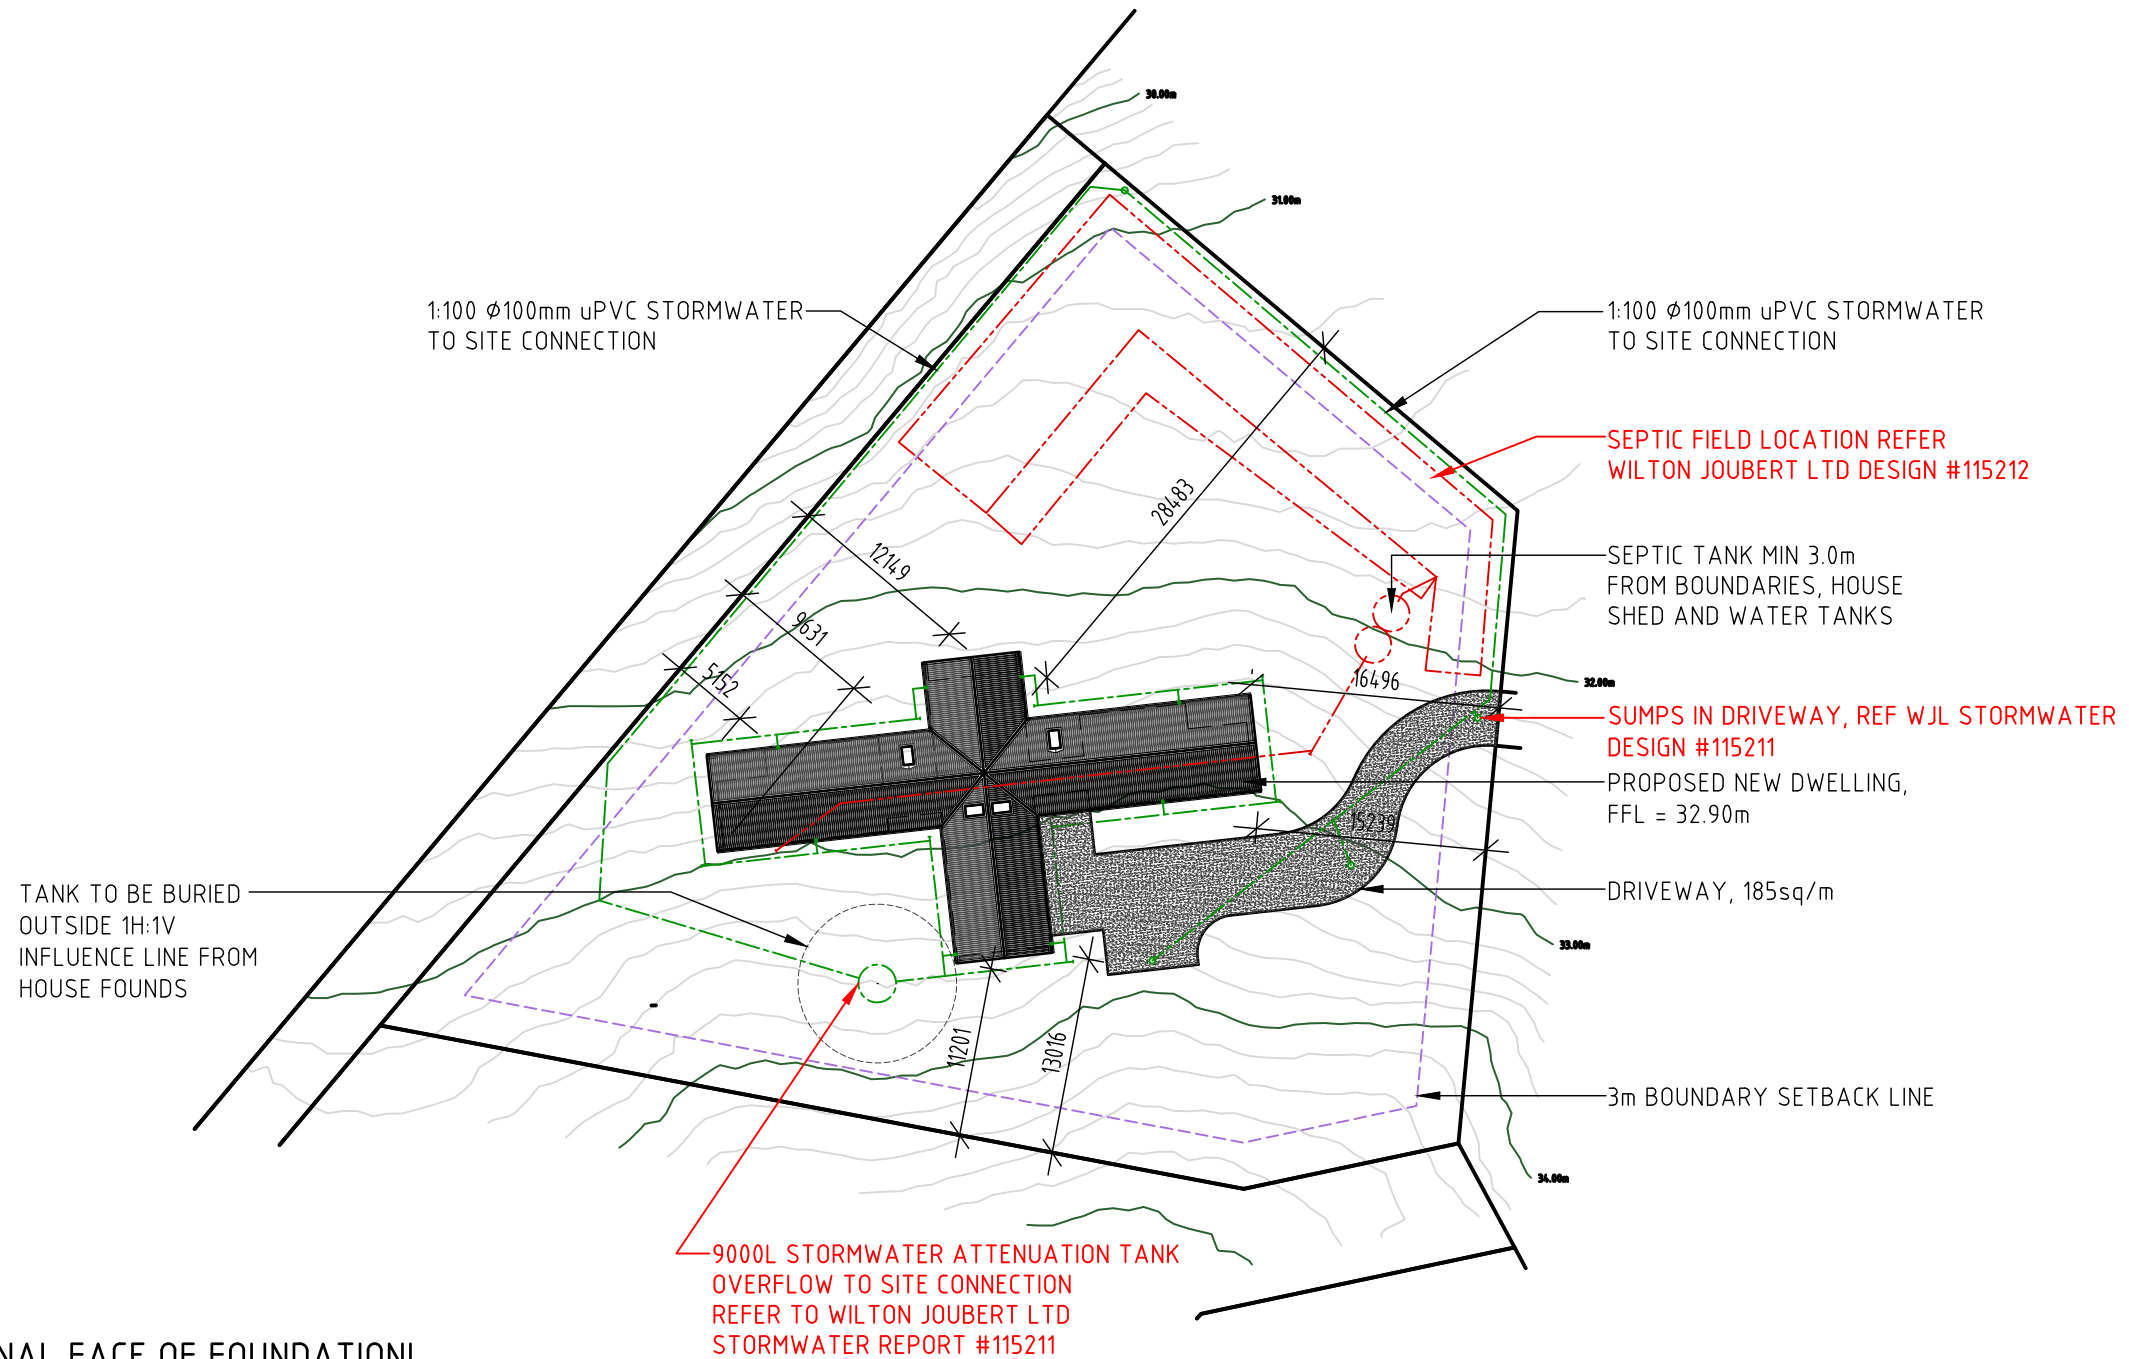 30.00m
31.00m
1:100 Ø100mm uPVC STORMWATER
TO SITE CONNECTION
1:100 Ø100mm uPVC STORMWATER
TO SITE CONNECTION
SEPTIC FIELD LOCATION REFER
WILTON JOUBERT LTD DESIGN #115212
28483
12149
SEPTIC TANK MIN 3.0m
FROM BOUNDARIES, HOUSE
SHED AND WATER TANKS
9631
5152
16496
32.00m
SUMPS IN DRIVEWAY, REF WJL STORMWATER
DESIGN #115211
PROPOSED NEW DWELLING,
FFL = 32.90m
15239
DRIVEWAY, 185sq/m
TANK TO BE BURIED
OUTSIDE 1H:1V
INFLUENCE LINE FROM
HOUSE FOUNDS
33.00m
11201
13016
3m BOUNDARY SETBACK LINE
34.00m
9000L STORMWATER ATTENUATION TANK
OVERFLOW TO SITE CONNECTION
REFER TO WILTON JOUBERT LTD
STORMWATER REPORT #115211
FACE OF FOUNDATION